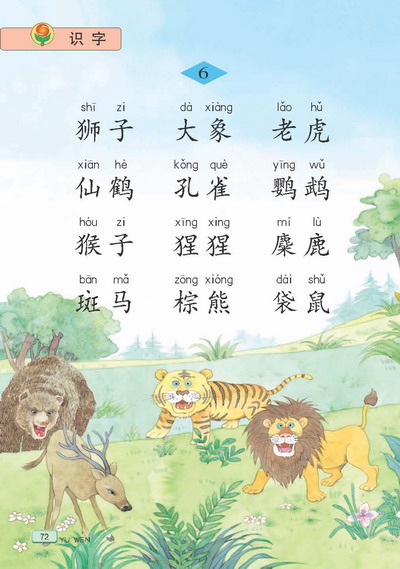 识字
6
shī zi dà xiàng lǎo hǔ
狮子 大象 老虎
xiān hè kǒng què yīng wǔ
仙鹤 孔雀 鹦鹉
hóu zi xīng xing mí lù
猴子 猩猩 麋鹿
bān mǎ zōng xióng dài shǔ
斑马 棕熊 袋鼠
72
YU WEN